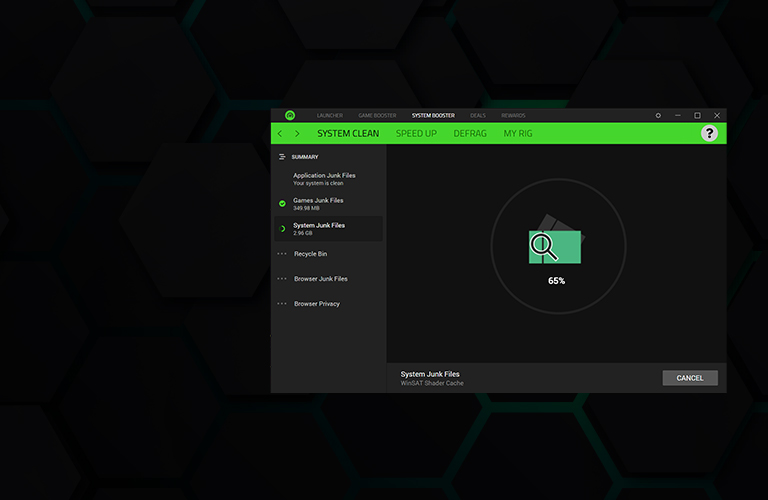 LAUNCHER GAME BOOSTER SYSTEM BOOSTER DEALS REWARDS
SYSTEM CLEAN SPEED UP DEFRAG MY RIG ?
SUMMARY
Application Junk Files
Your system is clean
Games Junk Files
349.98 MB
System Junk Files
2.96 GB
Recycle Bin
Browser Junk Files
Browser Privacy
65%
System Junk Files
WinSAT Shader Cache
CANCEL